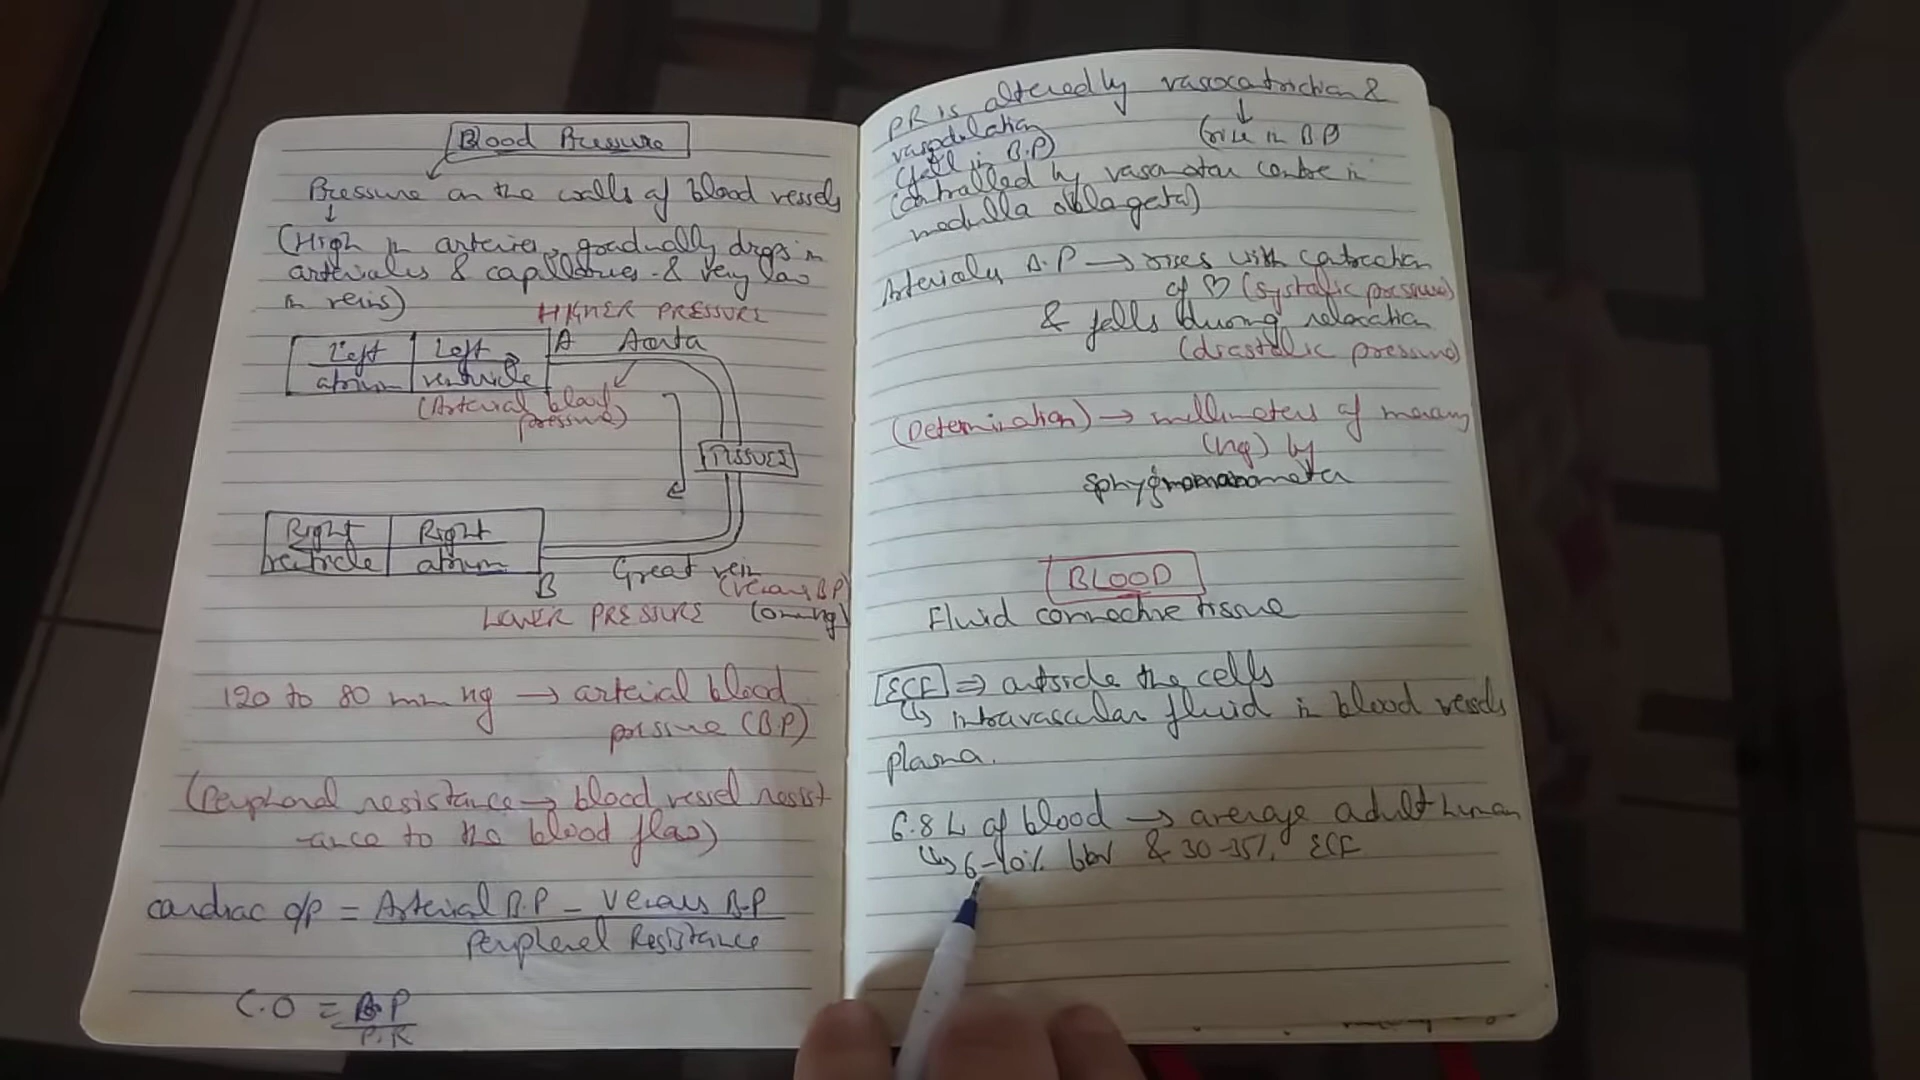 Blood Pressure
Pressure on the walls of blood vessels
(High in arteries, gradually drops in
arterioles & capillaries & very low
in veins)
HIGHER PRESSURE
Left atrium
Left ventricle
A Aorta
(Arterial blood
pressure)
TISSUES
Right ventricle
Right atrium
B
Great vein
(Venous BP)
(0 mm Hg)
LOWER PRESSURE
120 to 80 mm Hg → arterial blood
pressure (B.P)
(Peripheral resistance → blood vessel resist
-ance to the blood flow)
cardiac o/p = Arterial B.P - Venous B.P
Peripheral Resistance
C.O = B.P
P.R
PR is altered by vasoconstriction &
vasodilation
(rise in BP
(fall in B.P)
(controlled by vasomotor centre in
medulla oblageta)
B.P → rises with contraction
of ♡ (systolic pressure)
& falls during relaxation
(diastolic pressure)
(Determination) → millimeters of mercury
(Hg) by
BLOOD
Fluid connective tissue
ECF ⇒ outside the cells
↳ intravascular fluid in blood vessels
plasma.
6.8 L of blood → average adult human
↳ 6-10% & 30-35% ECF